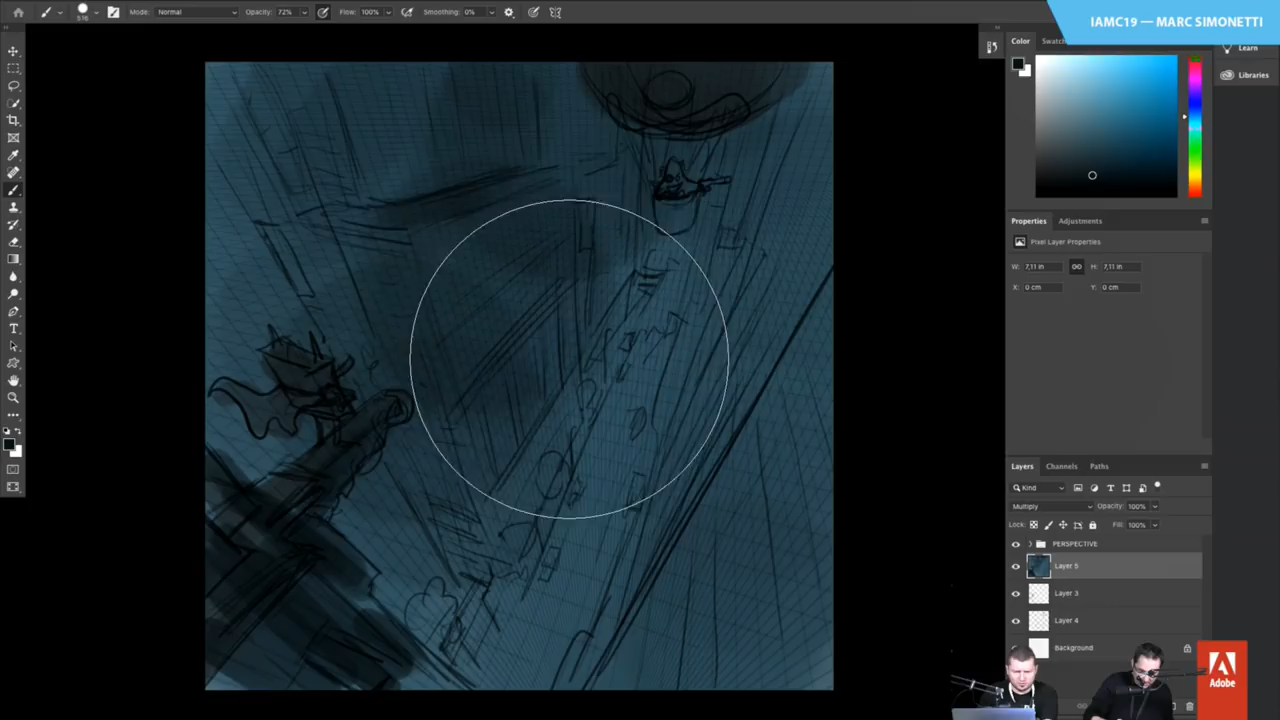 516
Mode: Normal Opacity: 72% Flow: 100% Smoothing: 0%
IAMC19 — MARC SIMONETTI
Color Swatch
Learn
Libraries
Properties Adjustments
Pixel Layer Properties
W: 7,11 in H: 7,11 in
X: 0 cm Y: 0 cm
Layers Channels Paths
Kind
Multiply Opacity: 100%
Lock: Fill: 100%
PERSPECTIVE
Layer 5
Layer 3
Layer 4
Background
Adobe